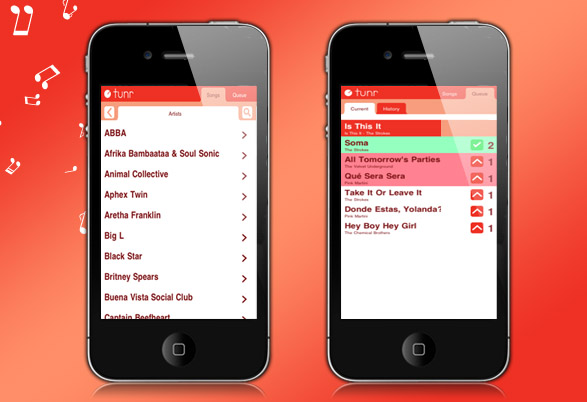 tunr
Songs
Queue
Artists
ABBA
Afrika Bambaataa & Soul Sonic
Animal Collective
Aphex Twin
Aretha Franklin
Big L
Black Star
Britney Spears
Buena Vista Social Club
Captain Beefheart
tunr
Songs
Queue
Current
History
Is This It
Is This It : The Strokes
Soma
2
The Strokes
All Tomorrow's Parties
1
The Velvet Underground
Qué Sera Sera
1
Pink Martini
Take It Or Leave It
1
The Strokes
Donde Estas, Yolanda?
1
Pink Martini
Hey Boy Hey Girl
1
The Chemical Brothers